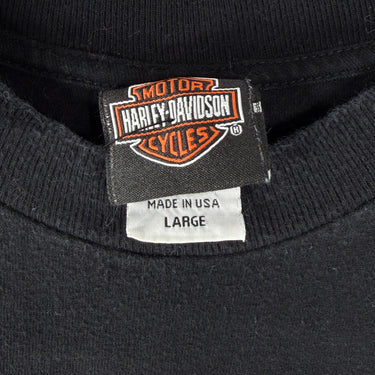 MOTOR
HARLEY-DAVIDSON
CYCLES
®
MADE IN USA
LARGE